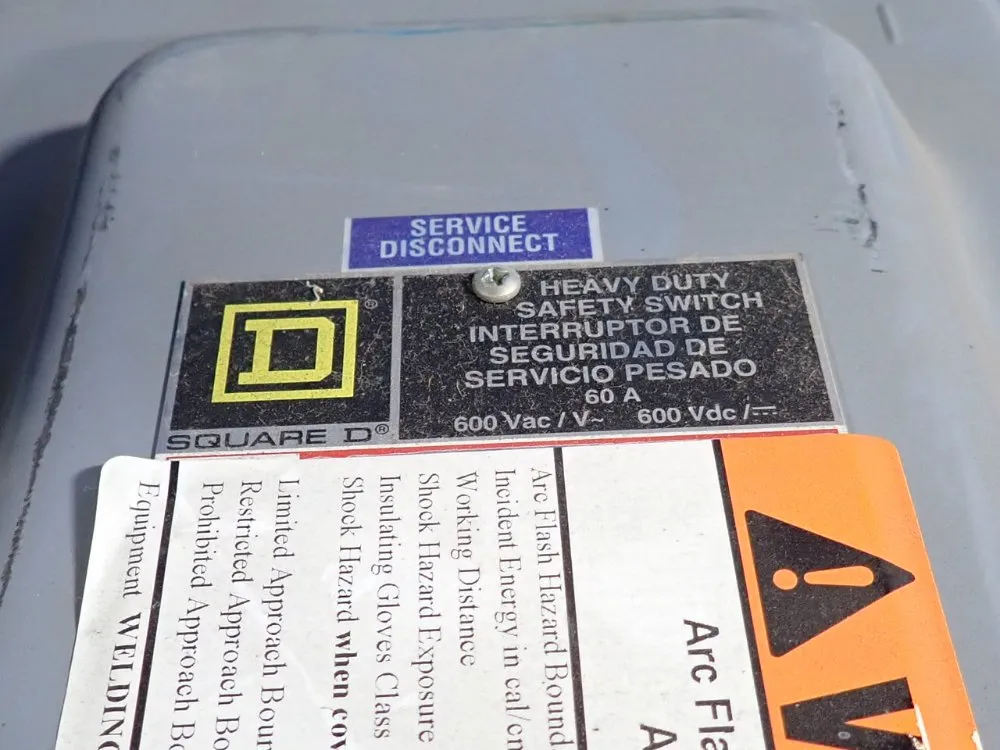 SERVICE
DISCONNECT
D
®
SQUARE D®
HEAVY DUTY
SAFETY SWITCH
INTERRUPTOR DE
SEGURIDAD DE
SERVICIO PESADO
60 A
600 Vac / V~ 600 Vdc / ⎓
Arc Fla
A
Arc Flash Hazard Bound
Incident Energy in cal/cm
Working Distance
Shock Hazard Exposure
Insulating Gloves Class
Shock Hazard when cov
Limited Approach Boun
Restricted Approach Bo
Prohibited Approach Bo
Equipment WELDING